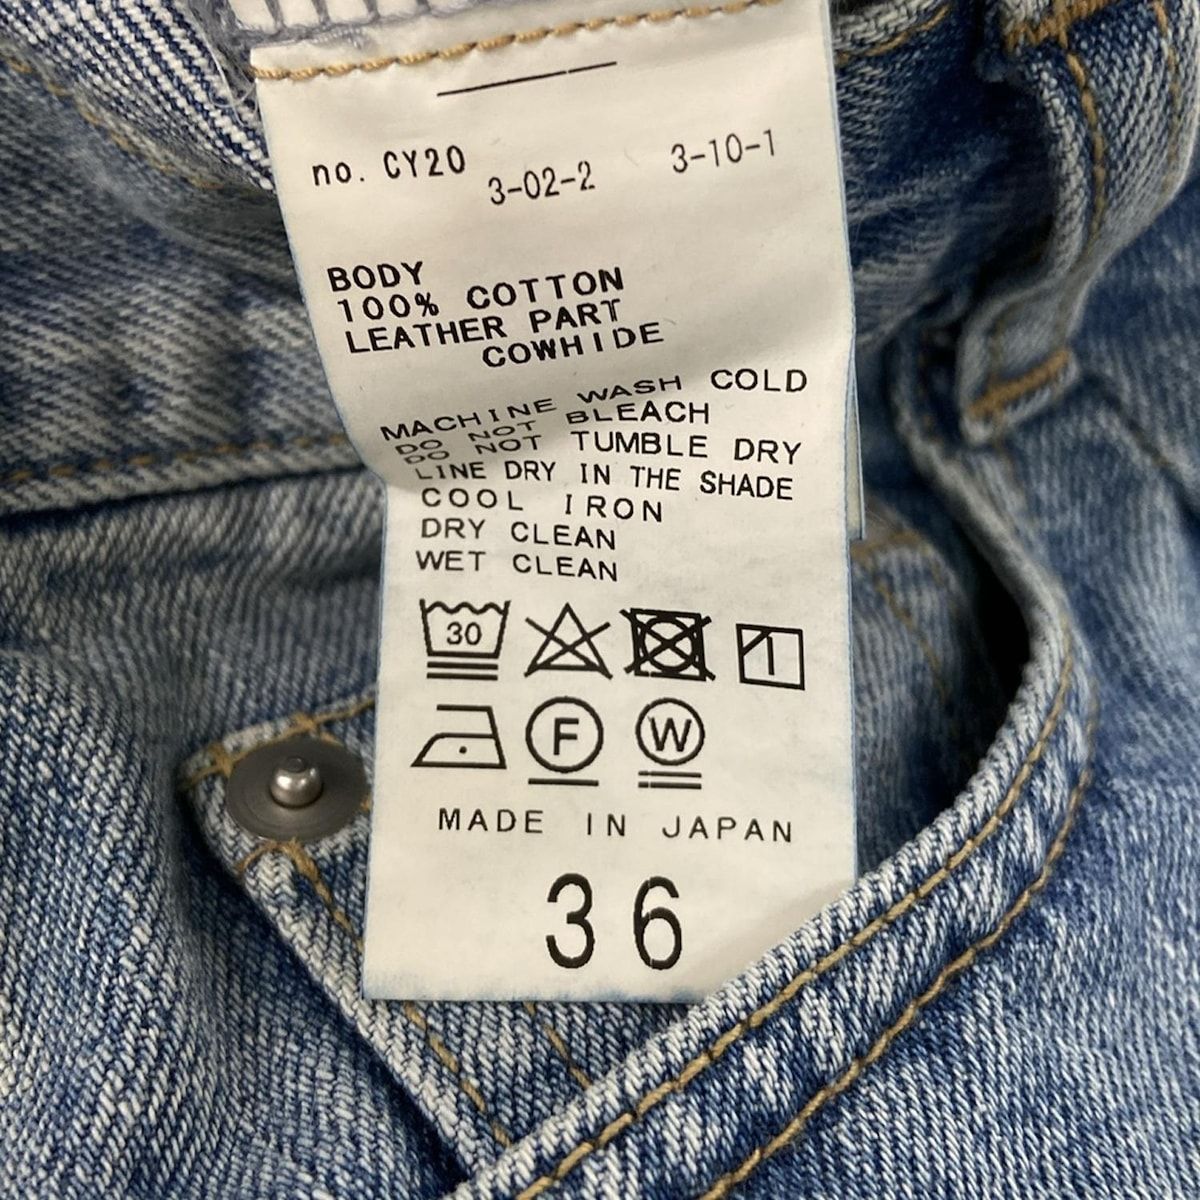 no. CY20 3-02-2 3-10-1
BODY
100% COTTON
LEATHER PART
COWHIDE
MACHINE WASH COLD
DO NOT BLEACH
DO NOT TUMBLE DRY
LINE DRY IN THE SHADE
COOL IRON
DRY CLEAN
WET CLEAN
30
F W
MADE IN JAPAN
36